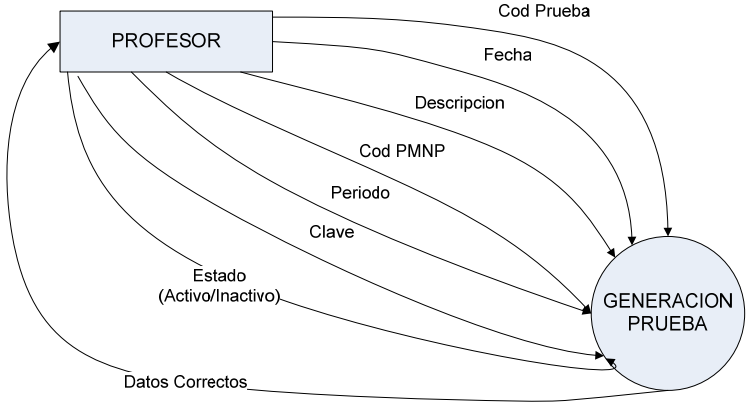 Cod Prueba
PROFESOR
Fecha
Descripcion
Cod PMNP
Periodo
Clave
Estado
(Activo/Inactivo)
GENERACION
PRUEBA
Datos Correctos